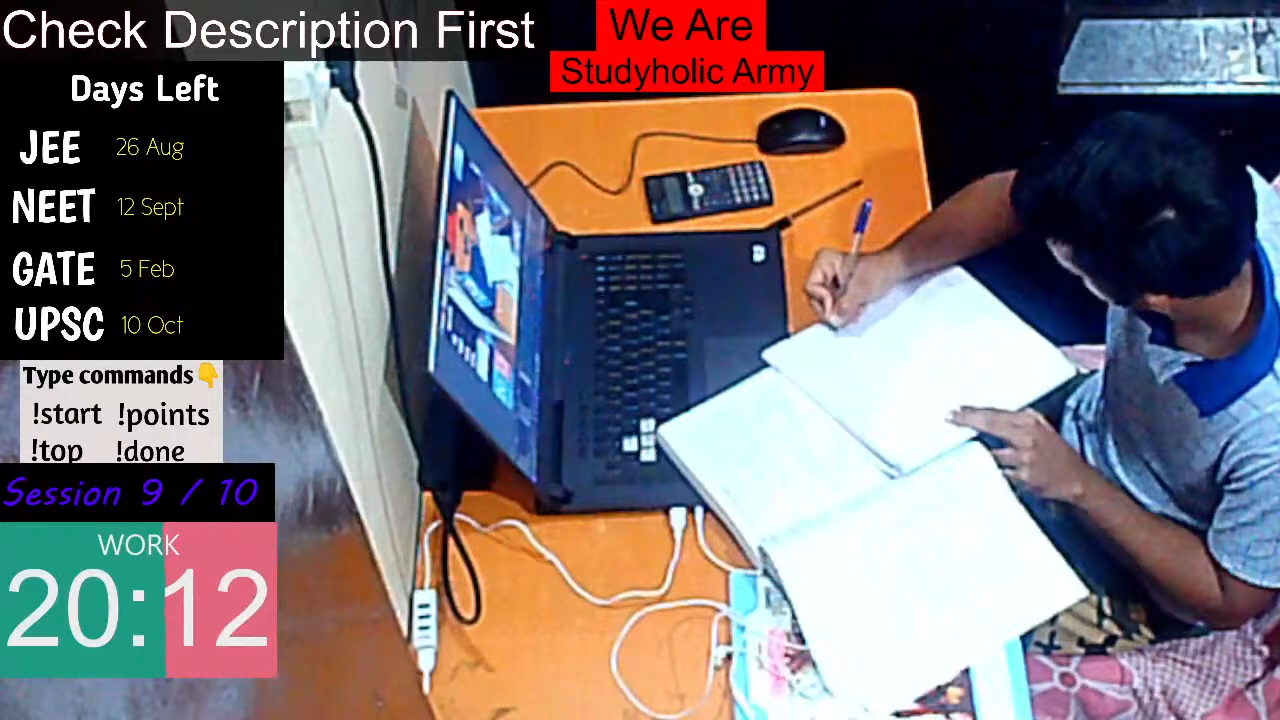 Check Description First
We Are
Studyholic Army
Days Left
JEE 26 Aug
NEET 12 Sept
GATE 5 Feb
UPSC 10 Oct
Type commands👇
!start !points
!top !done
Session 9 / 10
WORK
20:12